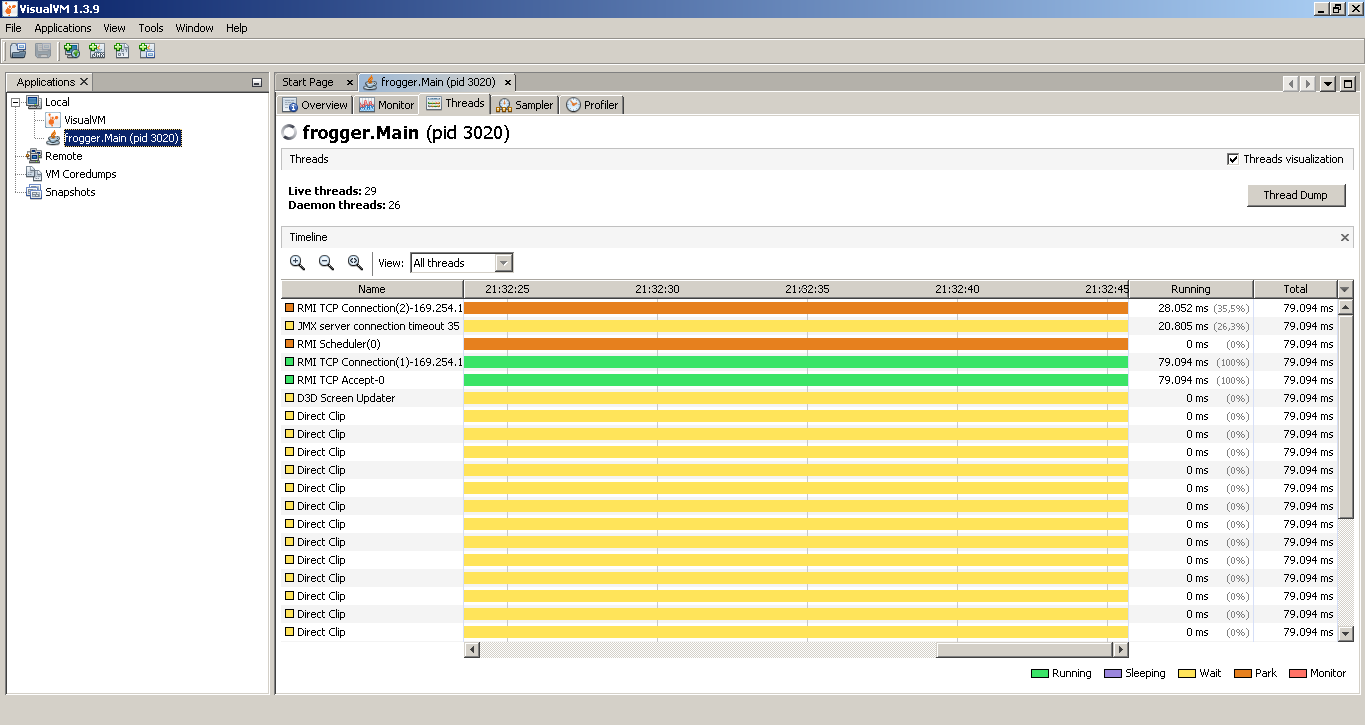 VisualVM 1.3.9
File Applications View Tools Window Help
Applications
Local
VisualVM
frogger.Main (pid 3020)
Remote
VM Coredumps
Snapshots
Start Page frogger.Main (pid 3020)
Overview Monitor Threads Sampler Profiler
frogger.Main (pid 3020)
Threads Threads visualization
Live threads: 29
Daemon threads: 26
Thread Dump
Timeline
View: All threads
Name 21:32:25 21:32:30 21:32:35 21:32:40 21:32:45 Running Total
RMI TCP Connection(2)-169.254.1 28.052 ms (35,5%) 79.094 ms
JMX server connection timeout 35 20.805 ms (26,3%) 79.094 ms
RMI Scheduler(0) 0 ms (0%) 79.094 ms
RMI TCP Connection(1)-169.254.1 79.094 ms (100%) 79.094 ms
RMI TCP Accept-0 79.094 ms (100%) 79.094 ms
D3D Screen Updater 0 ms (0%) 79.094 ms
Direct Clip 0 ms (0%) 79.094 ms
Direct Clip 0 ms (0%) 79.094 ms
Direct Clip 0 ms (0%) 79.094 ms
Direct Clip 0 ms (0%) 79.094 ms
Direct Clip 0 ms (0%) 79.094 ms
Direct Clip 0 ms (0%) 79.094 ms
Direct Clip 0 ms (0%) 79.094 ms
Direct Clip 0 ms (0%) 79.094 ms
Direct Clip 0 ms (0%) 79.094 ms
Direct Clip 0 ms (0%) 79.094 ms
Direct Clip 0 ms (0%) 79.094 ms
Direct Clip 0 ms (0%) 79.094 ms
Direct Clip 0 ms (0%) 79.094 ms
Running Sleeping Wait Park Monitor